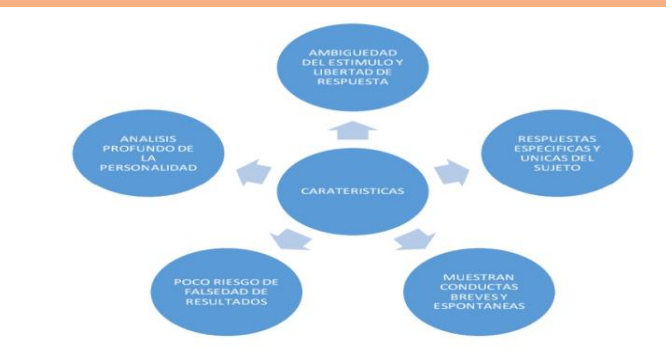 AMBIGUEDAD
DEL ESTIMULO Y
LIBERTAD DE
RESPUESTA
ANALISIS
PROFUNDO DE
LA
PERSONALIDAD
RESPUESTAS
ESPECIFICAS Y
UNICAS DEL
SUJETO
CARATERISTICAS
POCO RIESGO DE
FALSEDAD DE
RESULTADOS
MUESTRAN
CONDUCTAS
BREVES Y
ESPONTANEAS